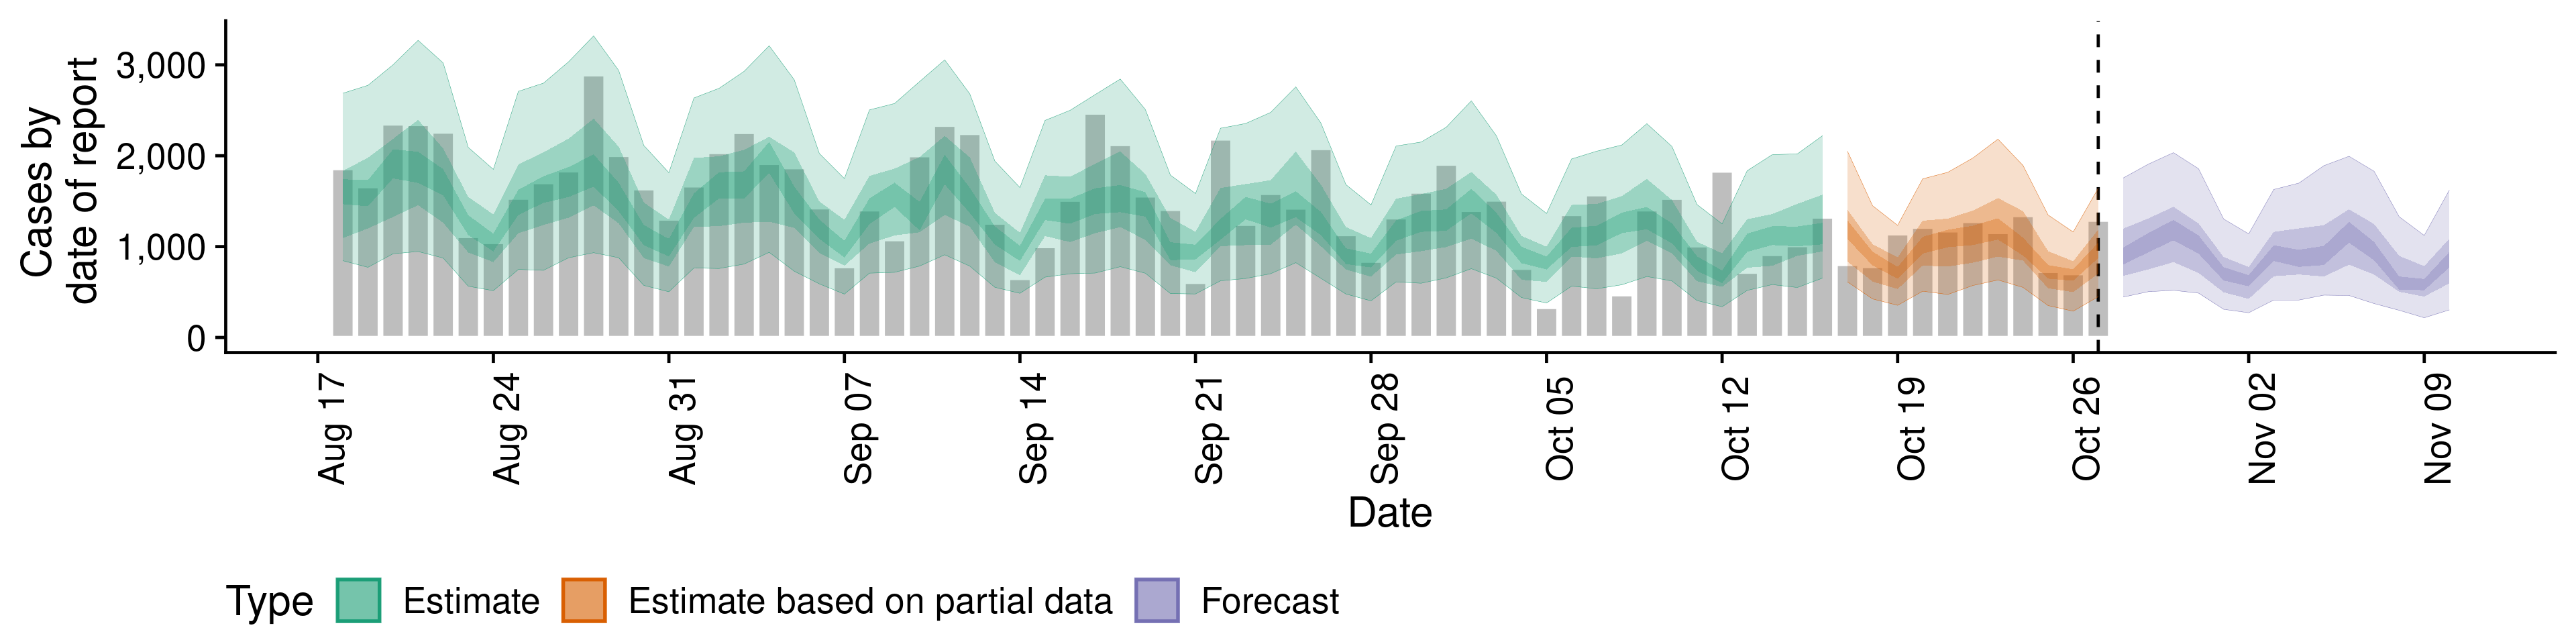 Cases by
date of report
3,000
2,000
1,000
0
Aug 17
Aug 24
Aug 31
Sep 07
Sep 14
Sep 21
Sep 28
Oct 05
Oct 12
Oct 19
Oct 26
Nov 02
Nov 09
Date
Type Estimate Estimate based on partial data Forecast